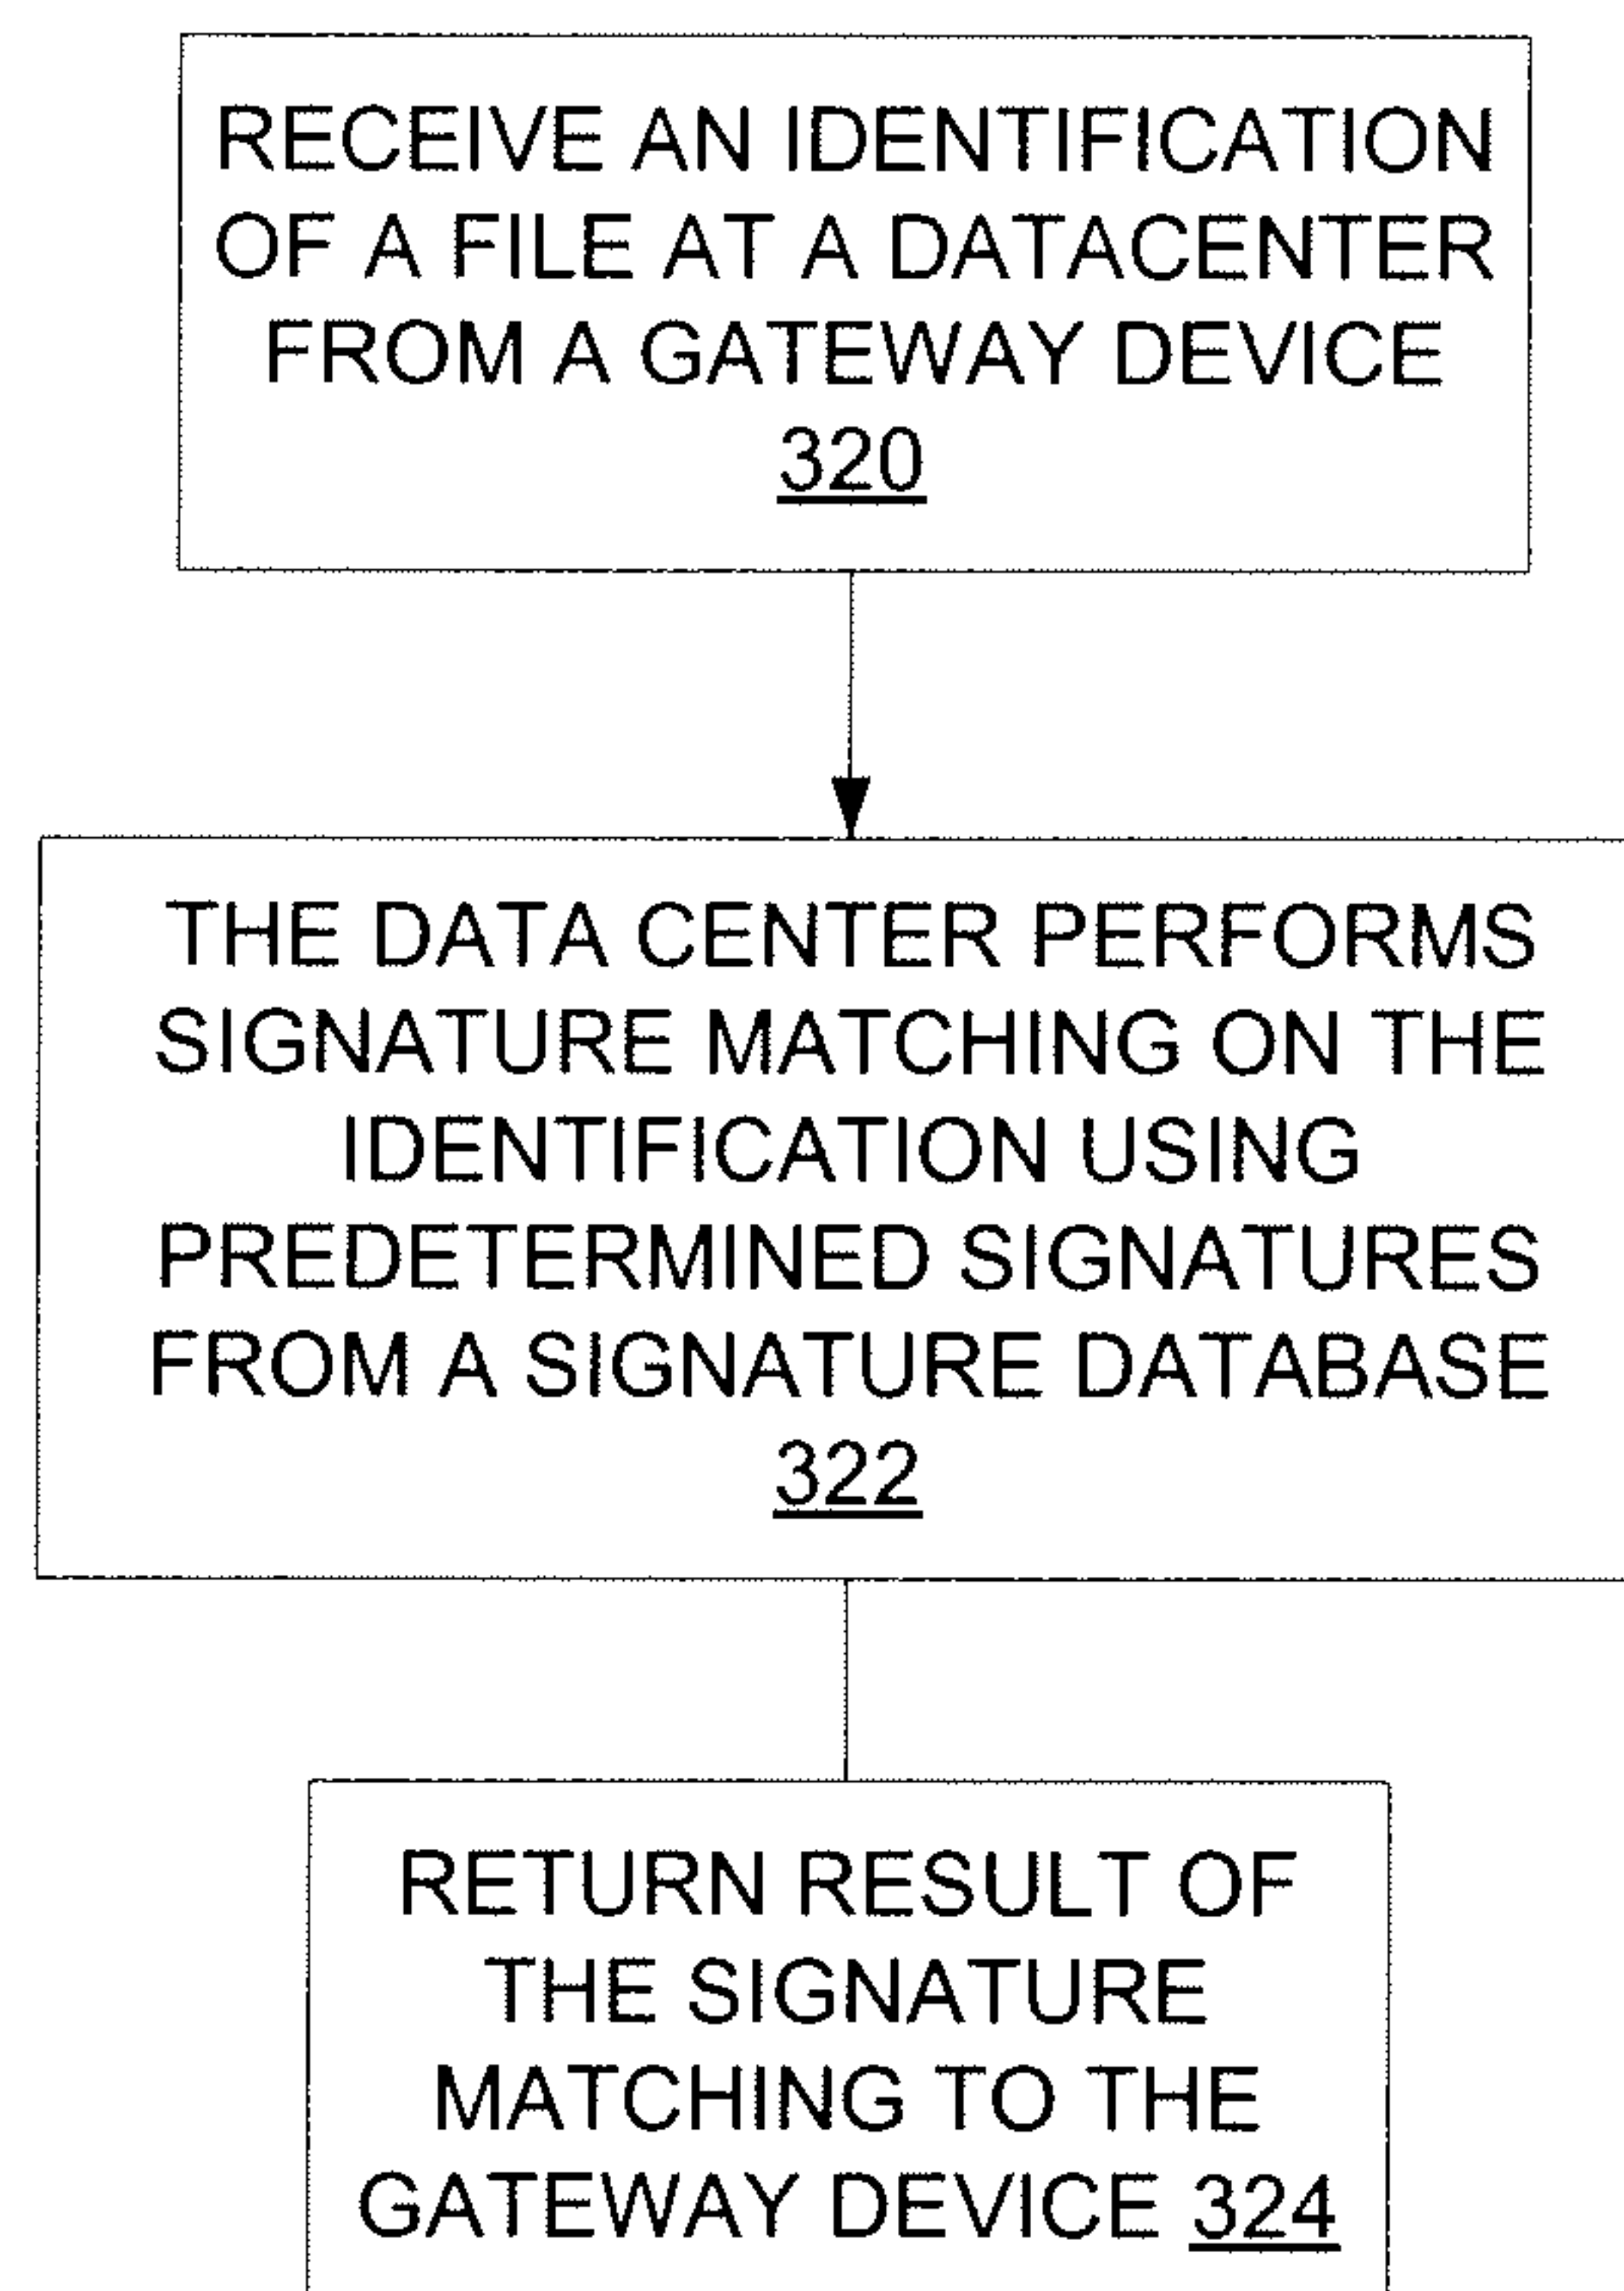 RECEIVE AN IDENTIFICATION
OF A FILE AT A DATACENTER
FROM A GATEWAY DEVICE
320
THE DATA CENTER PERFORMS
SIGNATURE MATCHING ON THE
IDENTIFICATION USING
PREDETERMINED SIGNATURES
FROM A SIGNATURE DATABASE
322
RETURN RESULT OF
THE SIGNATURE
MATCHING TO THE
GATEWAY DEVICE 324